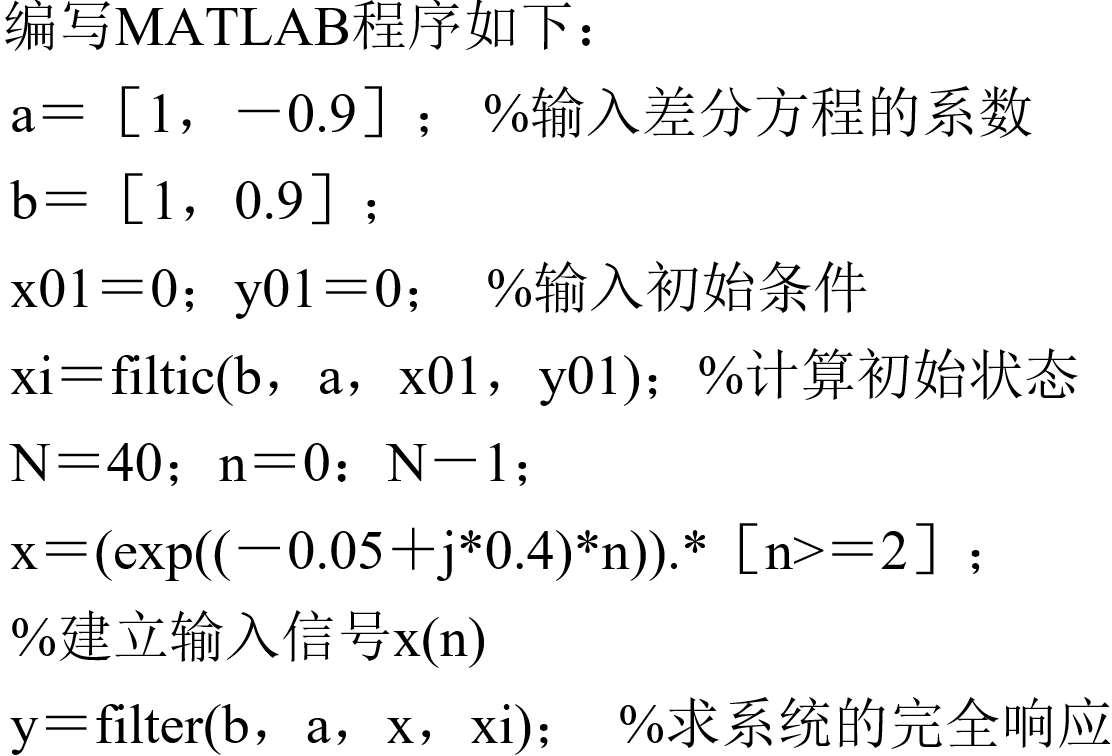 编写MATLAB程序如下：
a＝［1，－0.9］； %输入差分方程的系数
b＝［1，0.9］；
x01＝0；y01＝0； %输入初始条件
xi＝filtic(b，a，x01，y01)；%计算初始状态
N＝40；n＝0：N－1；
x＝(exp((－0.05＋j*0.4)*n)).*［n>＝2］；
%建立输入信号x(n)
y＝filter(b，a，x，xi)； %求系统的完全响应